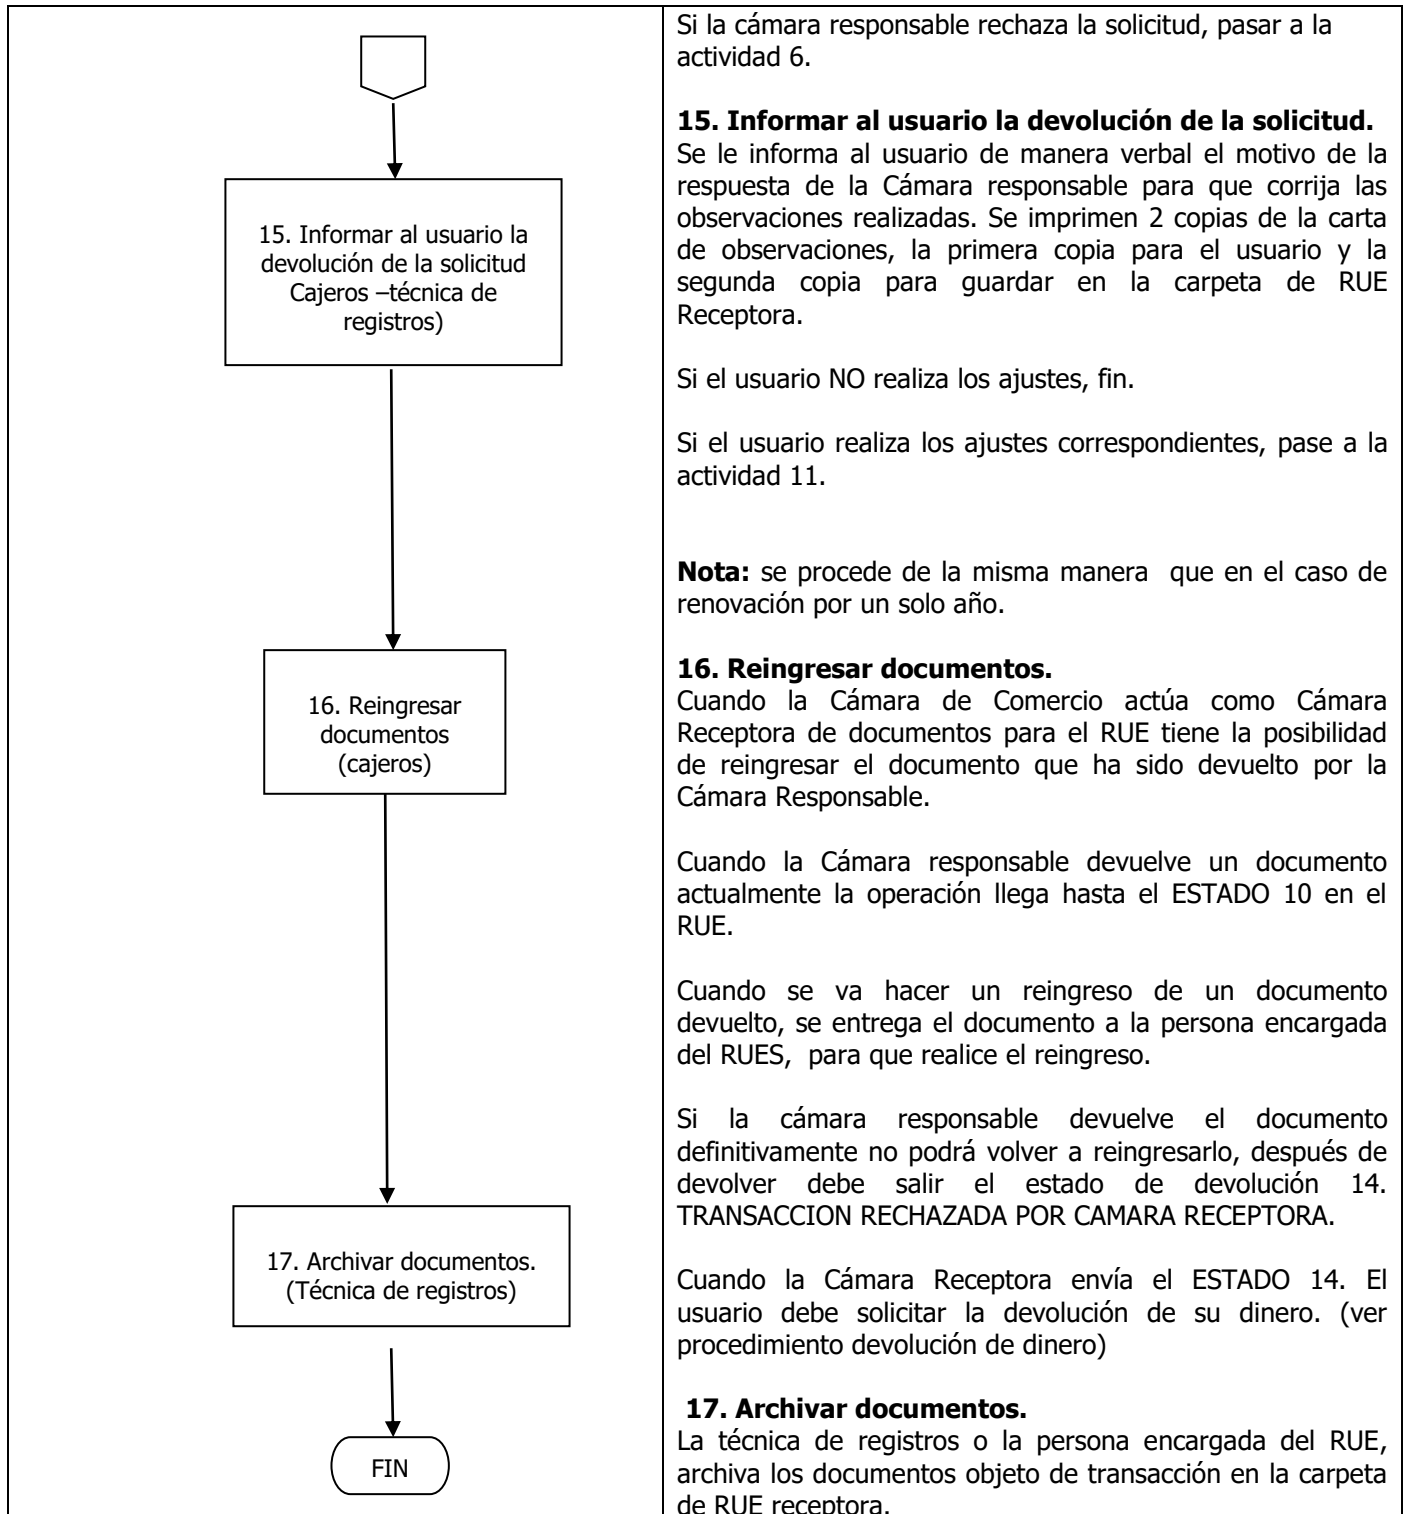 15. Informar al usuario la
devolución de la solicitud
Cajeros –técnica de
registros)
16. Reingresar
documentos
(cajeros)
17. Archivar documentos.
(Técnica de registros)
FIN
Si la cámara responsable rechaza la solicitud, pasar a la
actividad 6.
15. Informar al usuario la devolución de la solicitud.
Se le informa al usuario de manera verbal el motivo de la
respuesta de la Cámara responsable para que corrija las
observaciones realizadas. Se imprimen 2 copias de la carta
de observaciones, la primera copia para el usuario y la
segunda copia para guardar en la carpeta de RUE
Receptora.
Si el usuario NO realiza los ajustes, fin.
Si el usuario realiza los ajustes correspondientes, pase a la
actividad 11.
Nota: se procede de la misma manera que en el caso de
renovación por un solo año.
16. Reingresar documentos.
Cuando la Cámara de Comercio actúa como Cámara
Receptora de documentos para el RUE tiene la posibilidad
de reingresar el documento que ha sido devuelto por la
Cámara Responsable.
Cuando la Cámara responsable devuelve un documento
actualmente la operación llega hasta el ESTADO 10 en el
RUE.
Cuando se va hacer un reingreso de un documento
devuelto, se entrega el documento a la persona encargada
del RUES, para que realice el reingreso.
Si la cámara responsable devuelve el documento
definitivamente no podrá volver a reingresarlo, después de
devolver debe salir el estado de devolución 14.
TRANSACCION RECHAZADA POR CAMARA RECEPTORA.
Cuando la Cámara Receptora envía el ESTADO 14. El
usuario debe solicitar la devolución de su dinero. (ver
procedimiento devolución de dinero)
17. Archivar documentos.
La técnica de registros o la persona encargada del RUE,
archiva los documentos objeto de transacción en la carpeta
de RUE receptora.